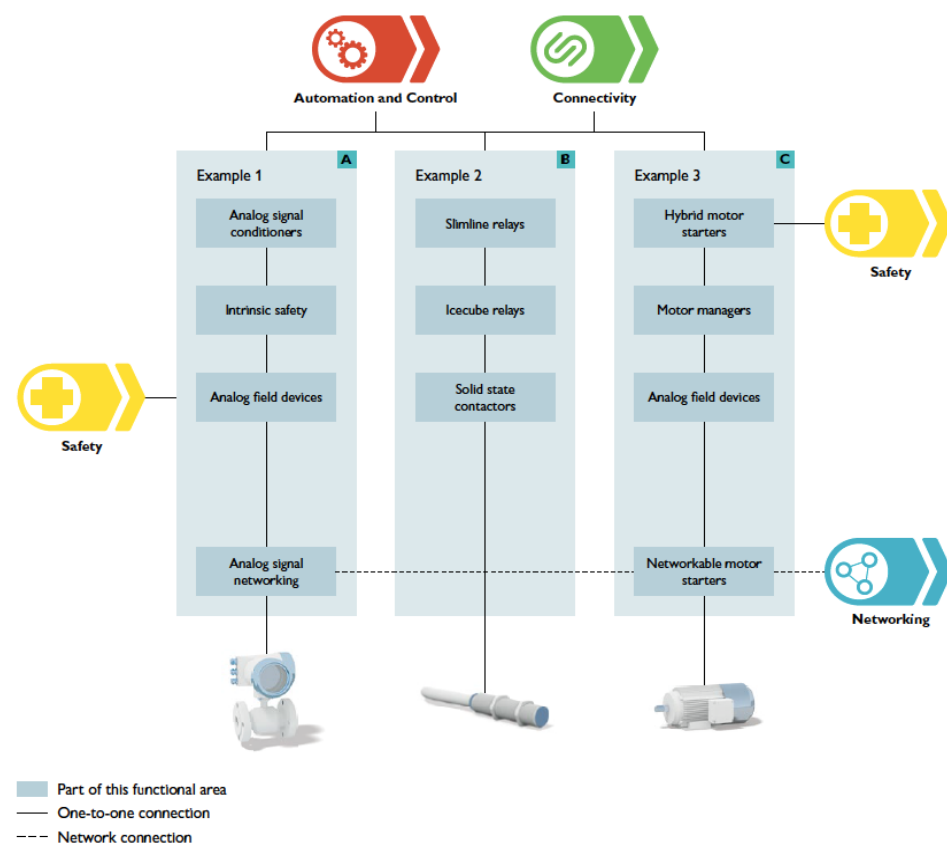 Automation and Control
Connectivity
A
Example 1
Analog signal
conditioners
Intrinsic safety
Analog field devices
Analog signal
networking
B
Example 2
Slimline relays
Icecube relays
Solid state
contactors
C
Example 3
Hybrid motor
starters
Motor managers
Analog field devices
Networkable motor
starters
Safety
Safety
Networking
Part of this functional area
One-to-one connection
Network connection